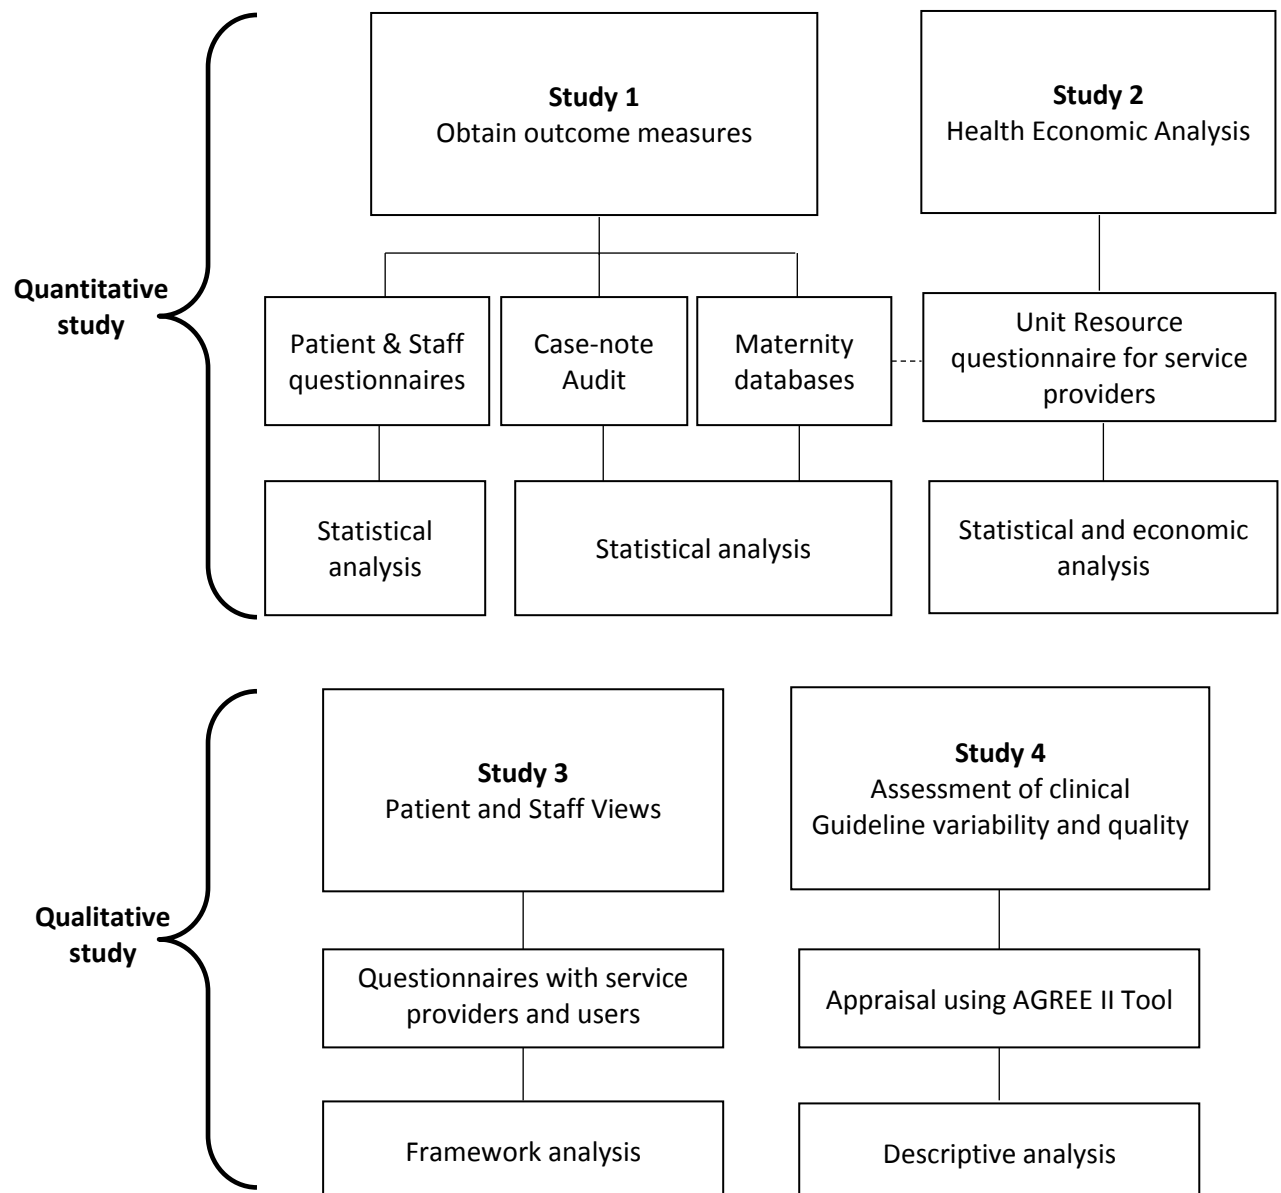 Study 1
Obtain outcome measures
Study 2
Health Economic Analysis
Quantitative
study
Patient & Staff
questionnaires
Case-note
Audit
Maternity
databases
Unit Resource
questionnaire for service
providers
Statistical
analysis
Statistical analysis
Statistical and economic
analysis
Study 3
Patient and Staff Views
Study 4
Assessment of clinical
Guideline variability and quality
Qualitative
study
Questionnaires with service
providers and users
Appraisal using AGREE II Tool
Framework analysis
Descriptive analysis